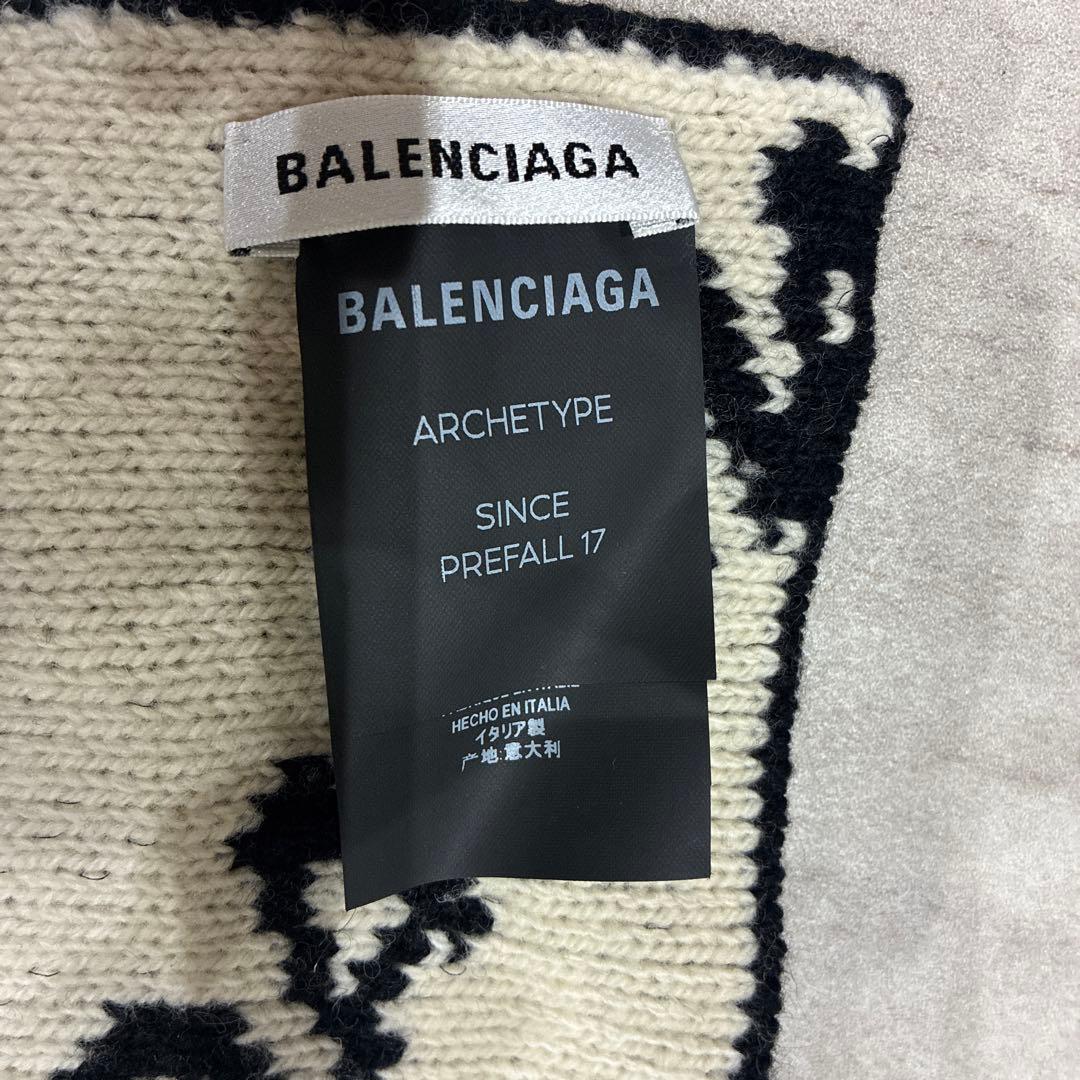 BALENCIAGA
BALENCIAGA
ARCHETYPE
SINCE
PREFALL 17
HECHO EN ITALIA
イタリア製
产地:意大利